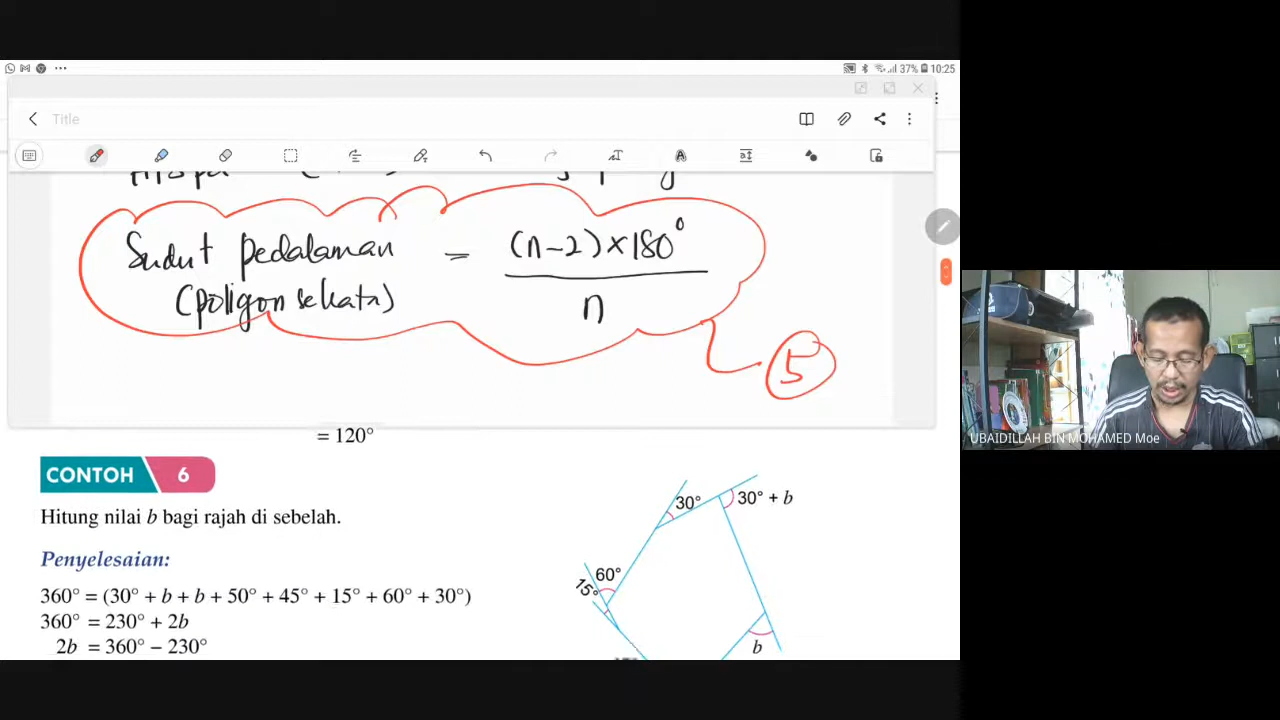 37% 10:25
Title
Sudut pedalaman = (n-2)×180°
(poligon sekata) n
5
= 120°
CONTOH 6
Hitung nilai b bagi rajah di sebelah.
Penyelesaian:
360° = (30° + b + b + 50° + 45° + 15° + 60° + 30°)
360° = 230° + 2b
2b = 360° − 230°
30°
30° + b
60°
15°
b
UBAIDILLAH BIN MOHAMED Moe